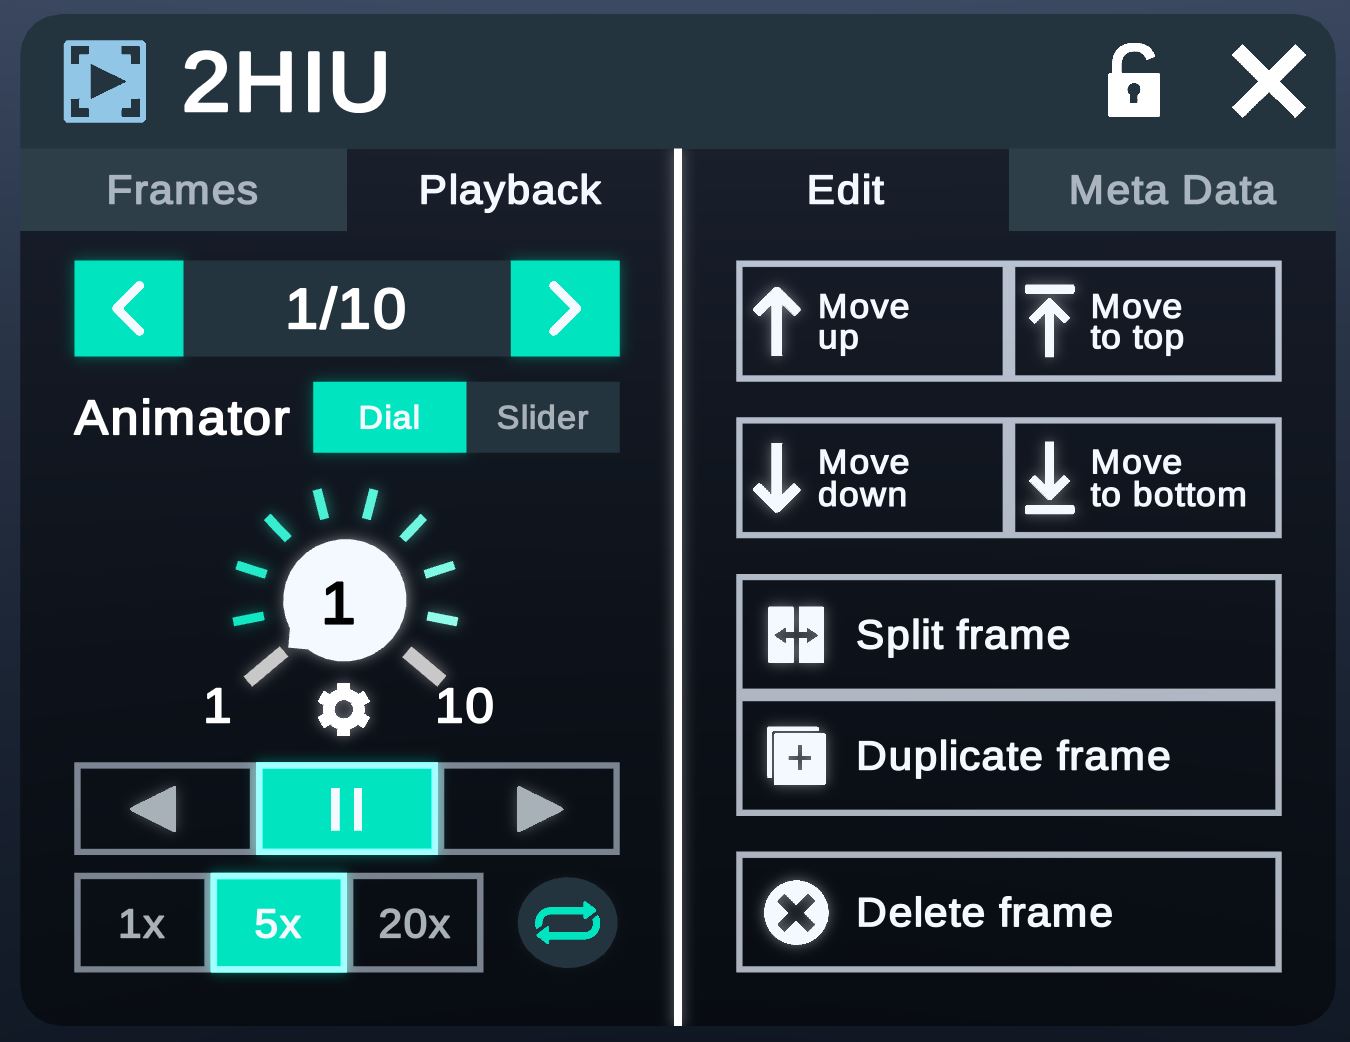 2HIU
Frames
Playback
Edit
Meta Data
1/10
Animator
Dial
Slider
1
1
10
1x
5x
20x
Move
up
Move
to top
Move
down
Move
to bottom
Split frame
Duplicate frame
Delete frame